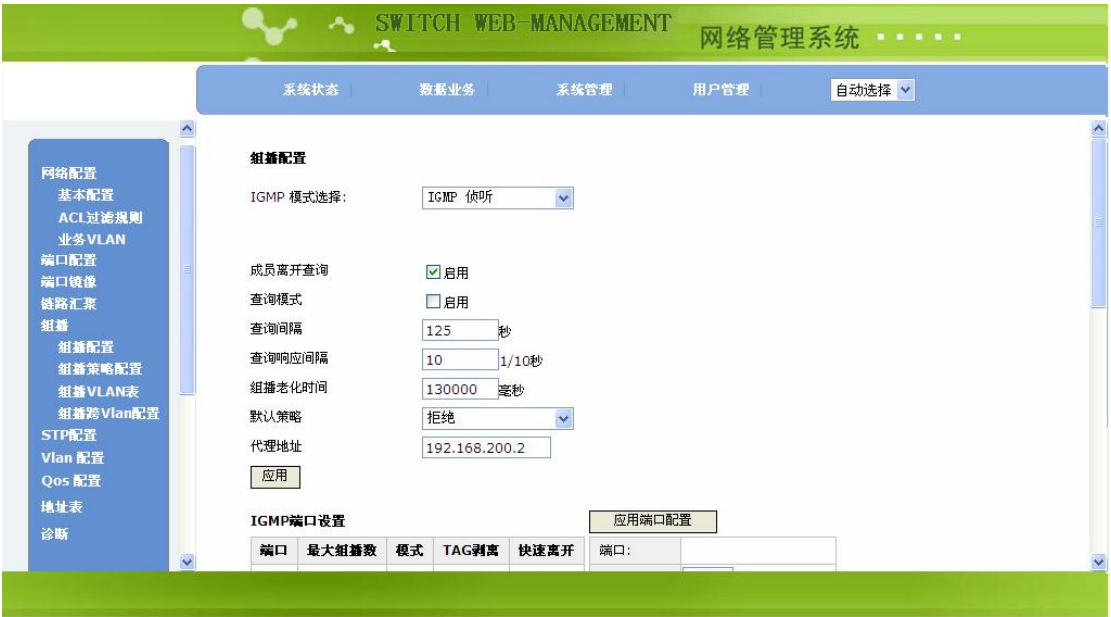 SWITCH WEB-MANAGEMENT
网络管理系统
系统状态 数据业务 系统管理 用户管理 自动选择
网络配置
基本配置
ACL过滤规则
业务VLAN
端口配置
端口镜像
链路汇聚
组播
组播配置
组播策略配置
组播VLAN表
组播跨Vlan配置
STP配置
Vlan 配置
Qos 配置
地址表
诊断
组播配置
IGMP 模式选择: IGMP 侦听
成员离开查询 启用
查询模式 启用
查询间隔 125 秒
查询响应间隔 10 1/10秒
组播老化时间 130000 毫秒
默认策略 拒绝
代理地址 192.168.200.2
应用
IGMP端口设置 应用端口配置
端口 最大组播数 模式 TAG剥离 快速离开 端口: